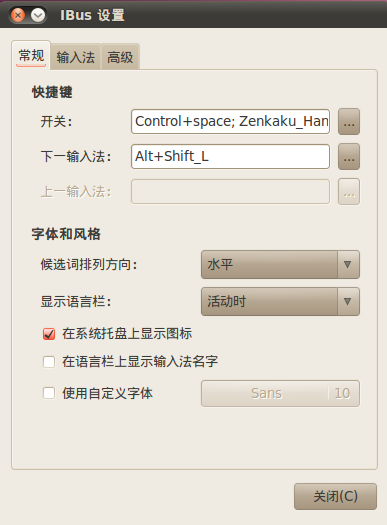 IBus 设置
常规 输入法 高级
快捷键
开关: Control+space; Zenkaku_Han ...
下一输入法: Alt+Shift_L ...
上一输入法: ...
字体和风格
候选词排列方向: 水平
显示语言栏: 活动时
在系统托盘上显示图标
在语言栏上显示输入法名字
使用自定义字体 Sans 10
关闭(C)